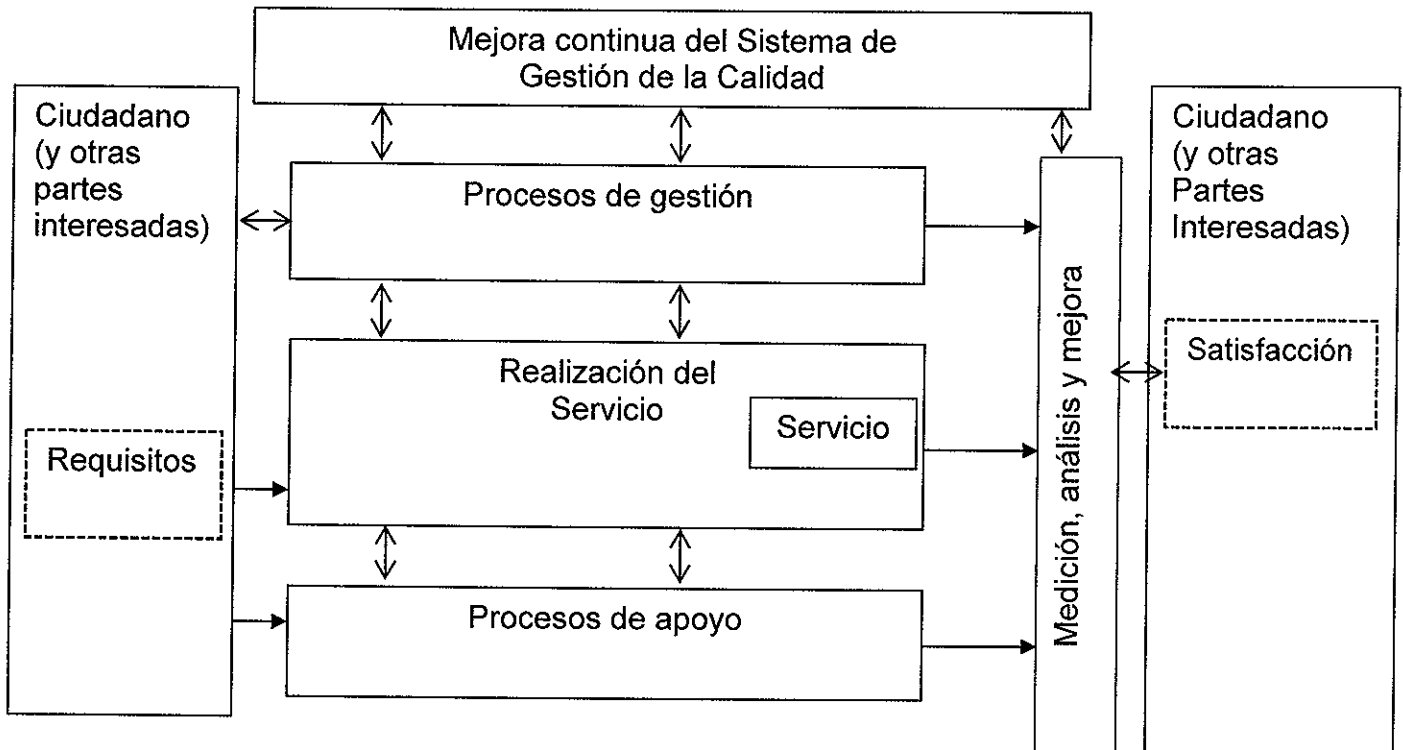 Mejora continua del Sistema de
Gestión de la Calidad
Ciudadano
(y otras
partes
interesadas)
Requisitos
Procesos de gestión
Realización del
Servicio
Servicio
Procesos de apoyo
Medición, análisis y mejora
Ciudadano
(y otras
Partes
Interesadas)
Satisfacción